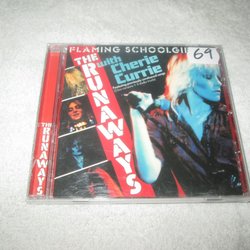 FLAMING SCHOOLGI
69
THE RUNAWAYS
with Cherie
Currie
THE
RUNAWAYS